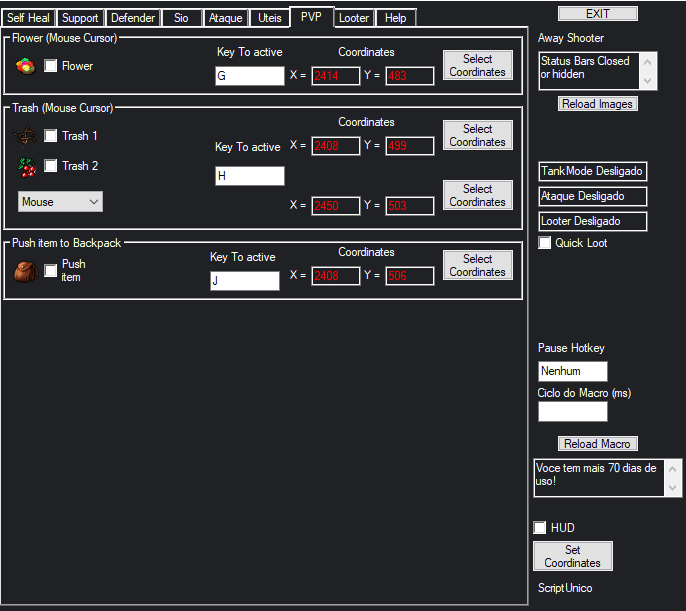 Self Heal Support Defender Sio Ataque Uteis PVP Looter Help
EXIT
Flower (Mouse Cursor)
Flower
Key To active
G
Coordinates
X = 2414 Y = 483
Select
Coordinates
Trash (Mouse Cursor)
Trash 1
Trash 2
Mouse
Key To active
H
Coordinates
X = 2408 Y = 499
Select
Coordinates
X = 2450 Y = 503
Select
Coordinates
Push item to Backpack
Push
item
Key To active
J
Coordinates
X = 2408 Y = 506
Select
Coordinates
Away Shooter
Status Bars Closed
or hidden
Reload Images
TankMode Desligado
Ataque Desligado
Looter Desligado
Quick Loot
Pause Hotkey
Nenhum
Ciclo do Macro (ms)
Reload Macro
Voce tem mais 70 dias de
uso!
HUD
Set
Coordinates
ScriptUnico